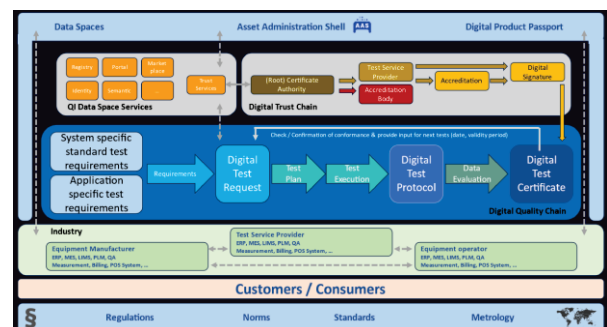 Data Spaces
Asset Administration Shell
AAS
Digital Product Passport
Registry
Portal
Market
place
Identity
Semantic
...
Trust
Services
QI Data Space Services
(Root) Certificate
Authority
Test Service
Provider
Accreditation
Body
Accreditation
Digital
Signature
Digital Trust Chain
Check / Confirmation of conformance & provide input for next tests (date, validity period)
System specific
standard test
requirements
Application
specific test
requirements
Requirements
Digital
Test
Request
Test
Plan
Test
Execution
Digital
Test
Protocol
Data
Evaluation
Digital
Test
Certificate
Digital Quality Chain
Industry
Equipment Manufacturer
ERP, MES, LIMS, PLM, QA
Measurement, Billing, POS System, ...
Test Service Provider
ERP, MES, LIMS, PLM, QA
Measurement, Billing, POS System, ...
Equipment operator
ERP, MES, LIMS, PLM, QA
Measurement, Billing, POS System, ...
Customers / Consumers
§
Regulations
Norms
Standards
Metrology